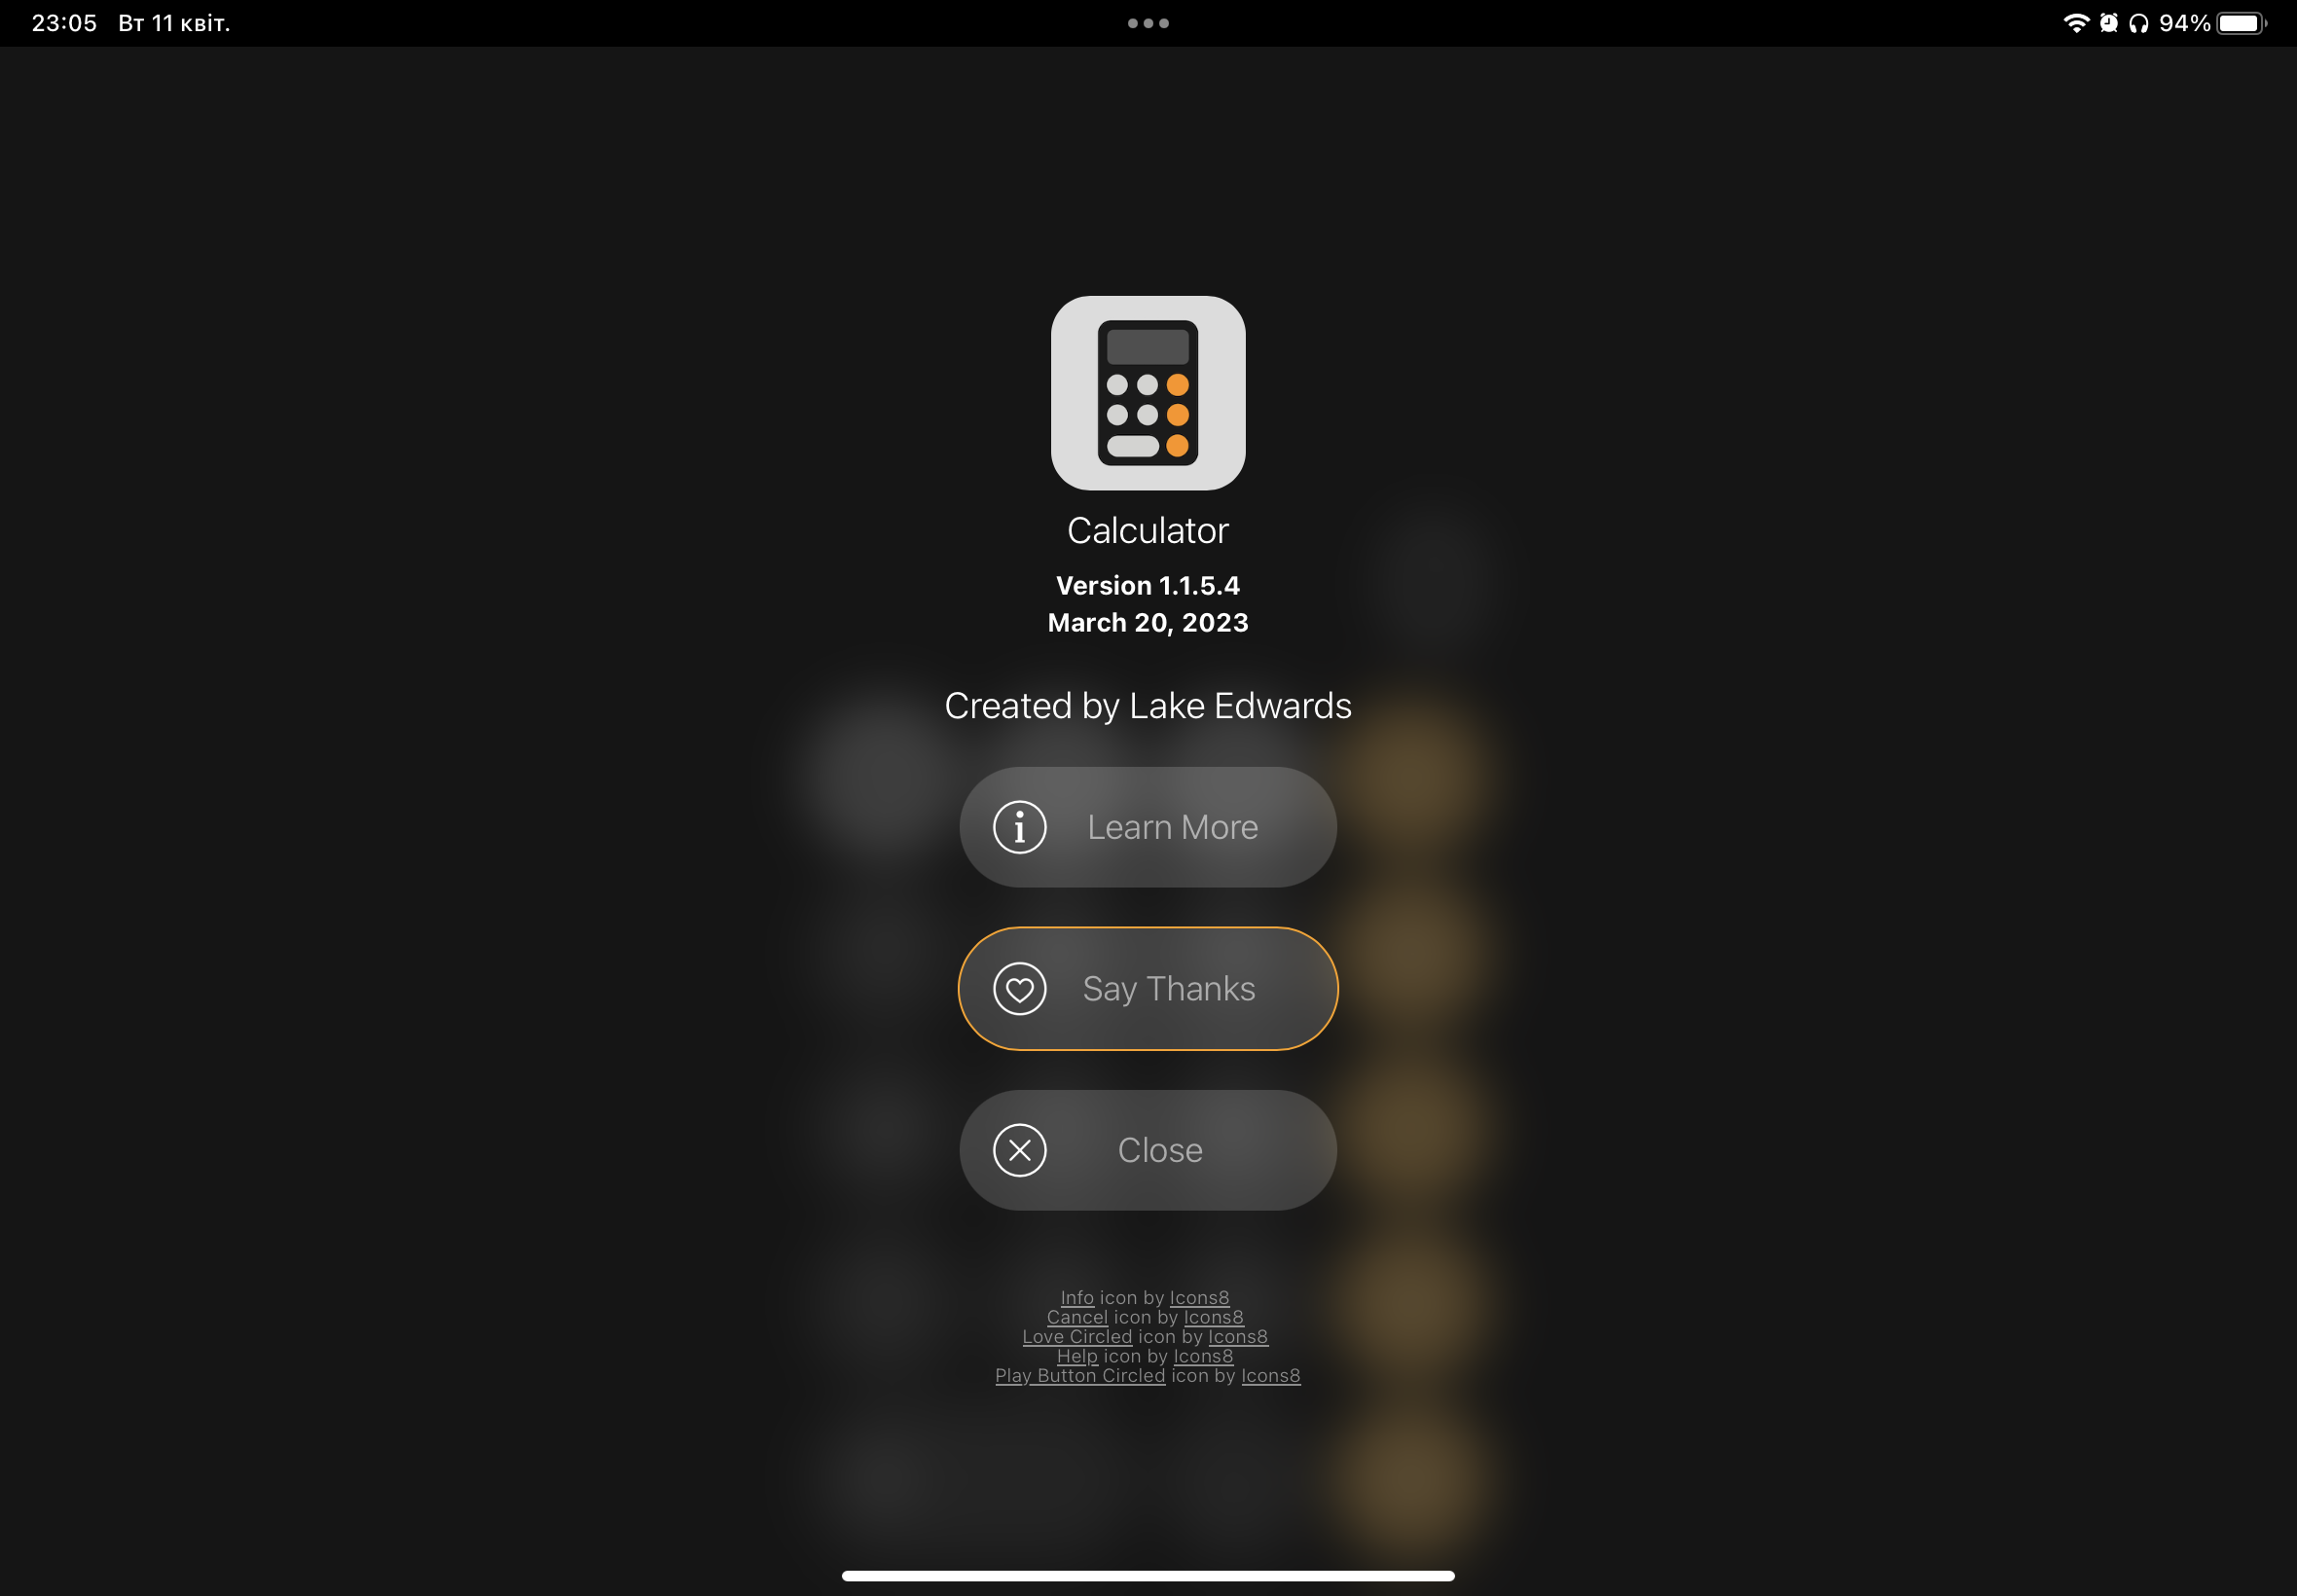 23:05 Вт 11 квіт.
94%
Calculator
Version 1.1.5.4
March 20, 2023
Created by Lake Edwards
Learn More
Say Thanks
Close
Info icon by Icons8
Cancel icon by Icons8
Love Circled icon by Icons8
Help icon by Icons8
Play Button Circled icon by Icons8